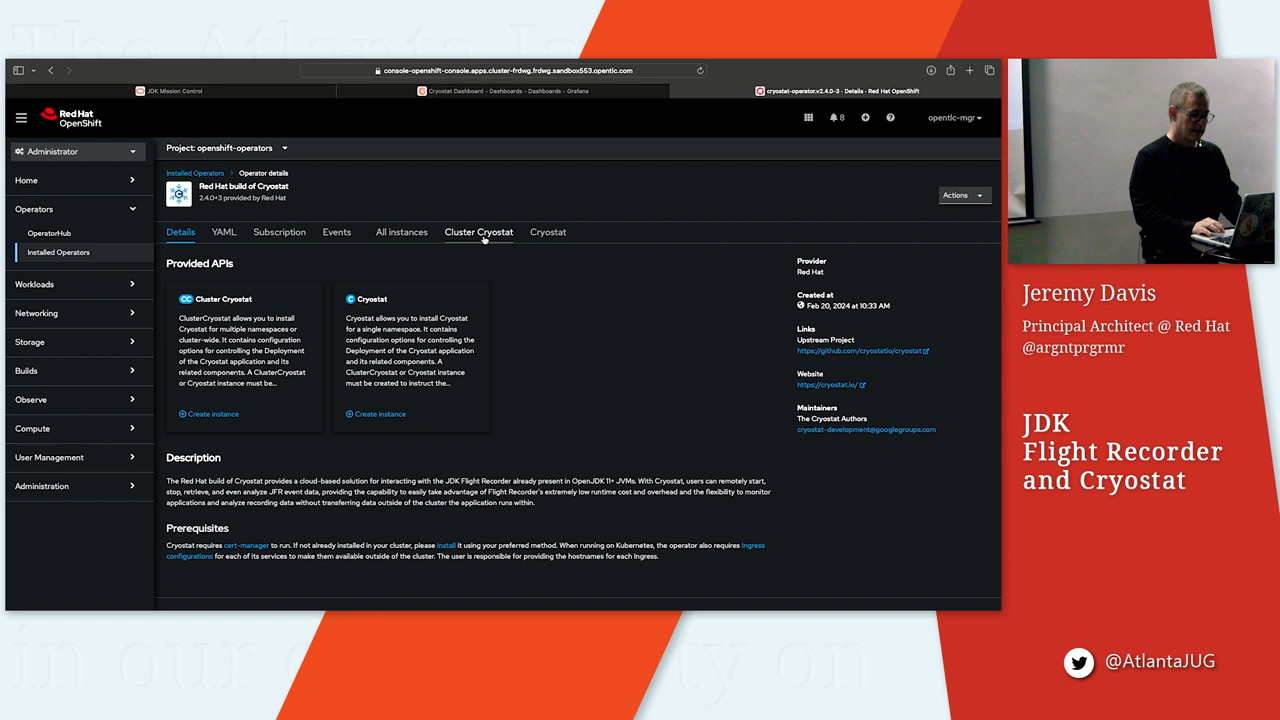 The Atlanta Ja
console-openshift-console.apps.cluster-frdwg.frdwg.sandbox553.opentlc.com
JDK Mission Control
Cryostat Dashboard - Dashboards - Dashboards - Grafana
cryostat-operator.v2.4.0-3 · Details · Red Hat OpenShift
Red Hat
OpenShift
8
opentlc-mgr
Administrator
Home
Operators
OperatorHub
Installed Operators
Workloads
Networking
Storage
Builds
Observe
Compute
User Management
Administration
Project: openshift-operators
Installed Operators > Operator details
Red Hat build of Cryostat
2.4.0+3 provided by Red Hat
Actions
Details YAML Subscription Events All instances Cluster Cryostat Cryostat
Provided APIs
CC Cluster Cryostat
ClusterCryostat allows you to install
Cryostat for multiple namespaces or
cluster-wide. It contains configuration
options for controlling the Deployment
of the Cryostat application and its
related components. A ClusterCryostat
or Cryostat instance must be...
Create instance
C Cryostat
Cryostat allows you to install Cryostat
for a single namespace. It contains
configuration options for controlling the
Deployment of the Cryostat application
and its related components. A
ClusterCryostat or Cryostat instance
must be created to instruct the...
Create instance
Provider
Red Hat
Created at
Feb 20, 2024 at 10:33 AM
Links
Upstream Project
https://github.com/cryostatio/cryostat
Website
https://cryostat.io/
Maintainers
The Cryostat Authors
cryostat-development@googlegroups.com
Description
The Red Hat build of Cryostat provides a cloud-based solution for interacting with the JDK Flight Recorder already present in OpenJDK 11+ JVMs. With Cryostat, users can remotely start,
stop, retrieve, and even analyze JFR event data, providing the capability to easily take advantage of Flight Recorder's extremely low runtime cost and overhead and the flexibility to monitor
applications and analyze recording data without transferring data outside of the cluster the application runs within.
Prerequisites
Cryostat requires cert-manager to run. If not already installed in your cluster, please install it using your preferred method. When running on Kubernetes, the operator also requires Ingress
configurations for each of its services to make them available outside of the cluster. The user is responsible for providing the hostnames for each Ingress.
Jeremy Davis
Principal Architect @ Red Hat
@argntprgrmr
JDK
Flight Recorder
and Cryostat
@AtlantaJUG
in our
on